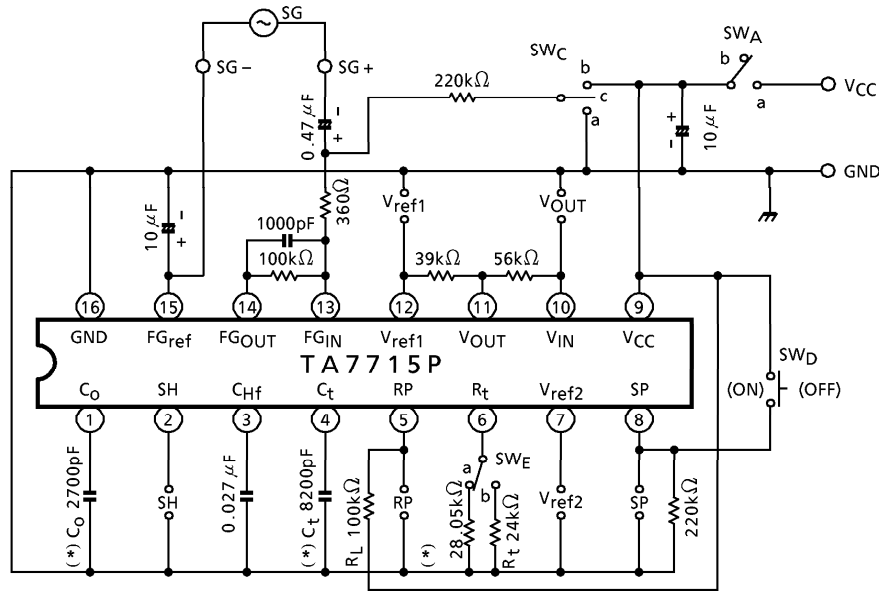 SG
SG−
SG+
SWC
SWA
b
b
c
a
a
220kΩ
VCC
0.47μF
−
+
+
−
10μF
GND
10μF
−
+
360Ω
Vref1
VOUT
1000pF
100kΩ
39kΩ
56kΩ
16
15
14
13
12
11
10
9
GND
FGref
FGOUT
FGIN
Vref1
VOUT
VIN
VCC
TA7715P
Co
SH
CHf
Ct
RP
Rt
Vref2
SP
1
2
3
4
5
6
7
8
SWD
(ON)
(OFF)
(*) Co 2700pF
SH
0.027μF
(*) Ct 8200pF
RL 100kΩ
RP
(*)
a
SWE
b
28.05kΩ
Rt 24kΩ
Vref2
SP
220kΩ